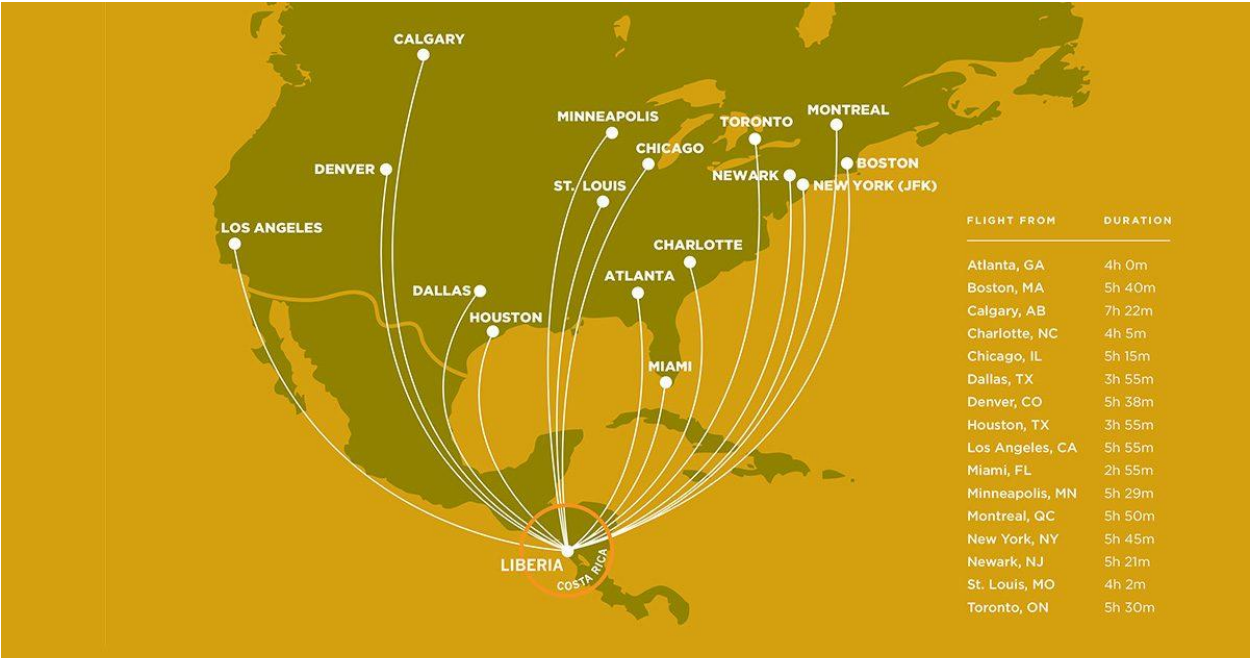 CALGARY
MINNEAPOLIS
TORONTO
MONTREAL
CHICAGO
DENVER
BOSTON
NEWARK
NEW YORK (JFK)
ST. LOUIS
LOS ANGELES
CHARLOTTE
ATLANTA
DALLAS
HOUSTON
MIAMI
LIBERIA
COSTA RICA
FLIGHT FROM DURATION
Atlanta, GA 4h 0m
Boston, MA 5h 40m
Calgary, AB 7h 22m
Charlotte, NC 4h 5m
Chicago, IL 5h 15m
Dallas, TX 3h 55m
Denver, CO 5h 38m
Houston, TX 3h 55m
Los Angeles, CA 5h 55m
Miami, FL 2h 55m
Minneapolis, MN 5h 29m
Montreal, QC 5h 50m
New York, NY 5h 45m
Newark, NJ 5h 21m
St. Louis, MO 4h 2m
Toronto, ON 5h 30m